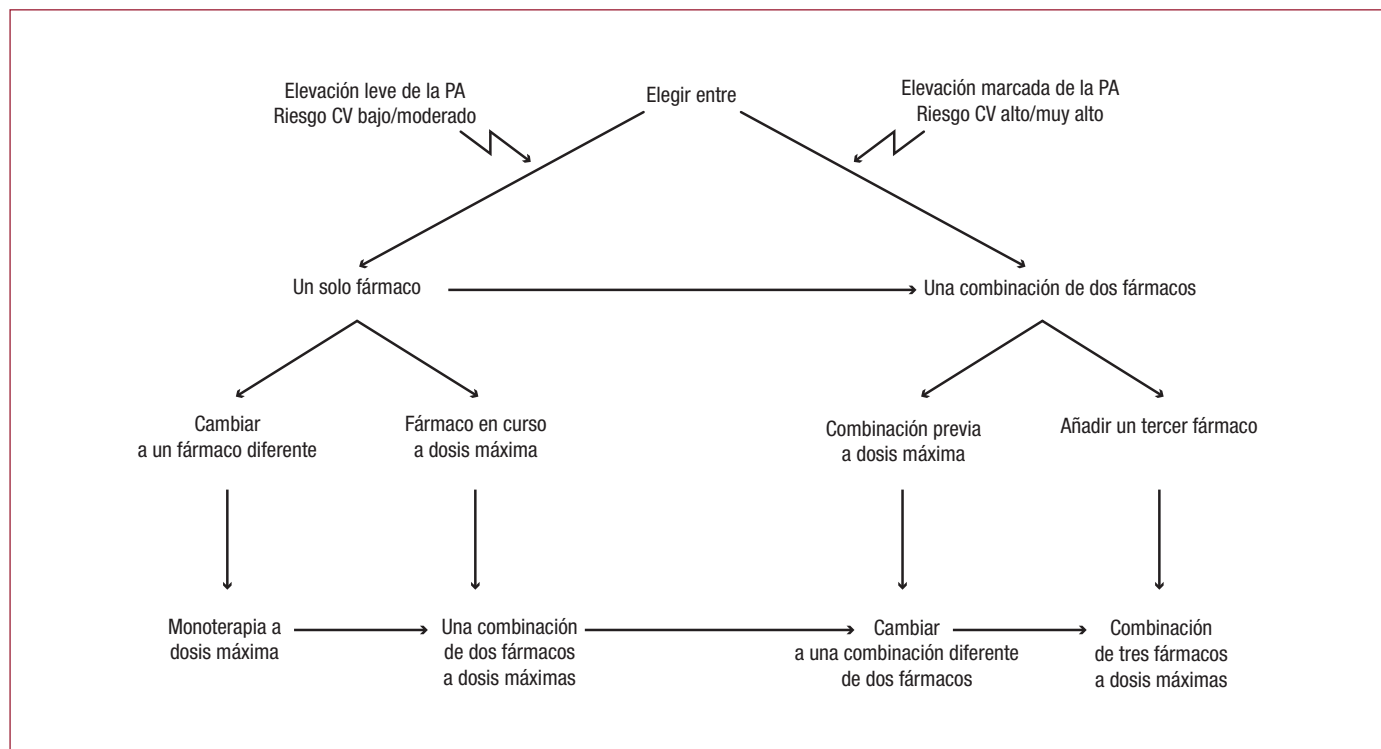 Elevación leve de la PA
Riesgo CV bajo/moderado
Elegir entre
Elevación marcada de la PA
Riesgo CV alto/muy alto
Un solo fármaco
Una combinación de dos fármacos
Cambiar
a un fármaco diferente
Fármaco en curso
a dosis máxima
Combinación previa
a dosis máxima
Añadir un tercer fármaco
Monoterapia a
dosis máxima
Una combinación
de dos fármacos
a dosis máximas
Cambiar
a una combinación diferente
de dos fármacos
Combinación
de tres fármacos
a dosis máximas